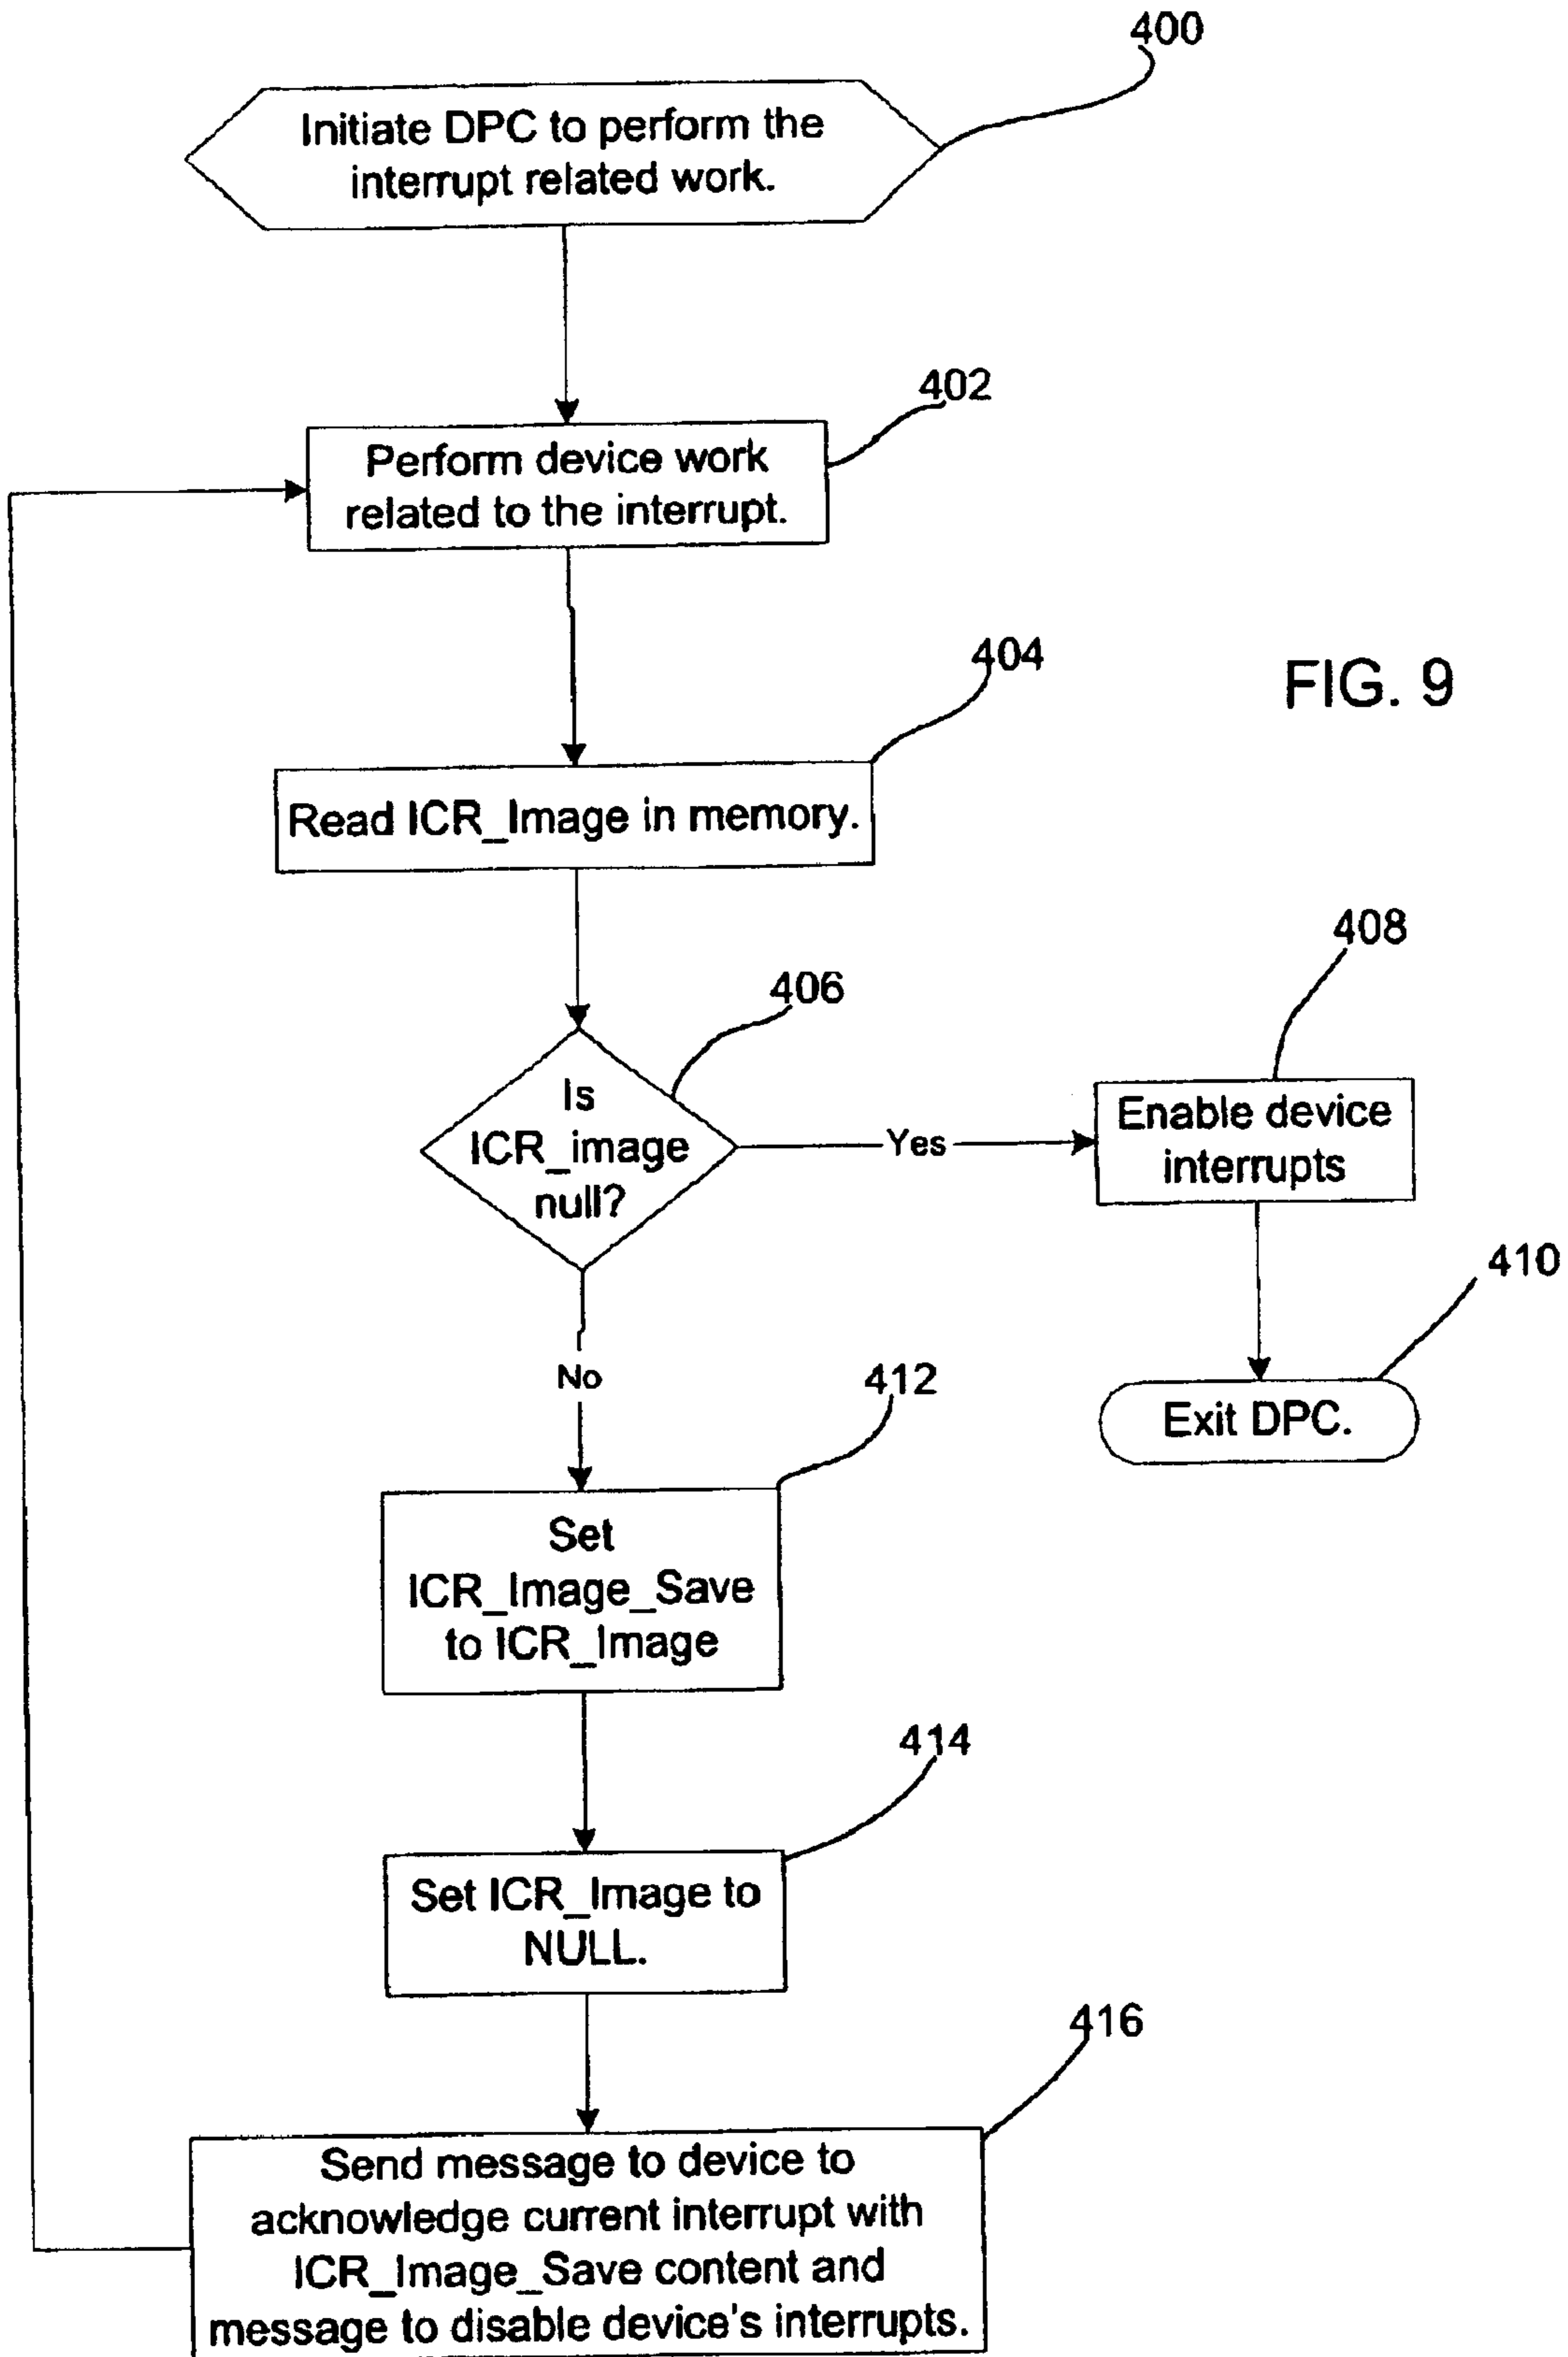 400
Initiate DPC to perform the
interrupt related work.
402
Perform device work
related to the interrupt.
404
FIG. 9
Read ICR_Image in memory.
406
408
Is
ICR_image
null?
Yes
Enable device
interrupts
410
No
412
Exit DPC.
Set
ICR_Image_Save
to ICR_Image
414
Set ICR_Image to
NULL.
416
Send message to device to
acknowledge current interrupt with
ICR_Image_Save content and
message to disable device's interrupts.